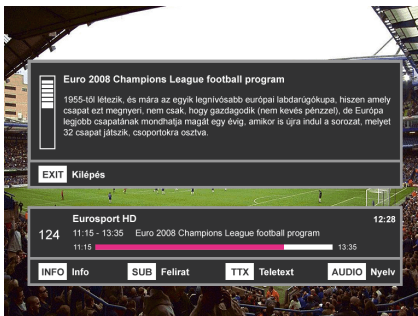 Euro 2008 Champions League football program
1955-től létezik, és mára az egyik legnívósabb európai labdarúgókupa, hiszen amely
csapat ezt megnyeri, nem csak, hogy gazdagodik (nem kevés pénzzel), de Európa
legjobb csapatának mondhatja magát egy évig, amikor is újra indul a sorozat, melyet
32 csapat játszik, csoportokra osztva.
EXIT Kilépés
Eurosport HD 12:28
124 11:15 - 13:35 Euro 2008 Champions League football program
11:15 13:35
INFO Info SUB Felirat TTX Teletext AUDIO Nyelv